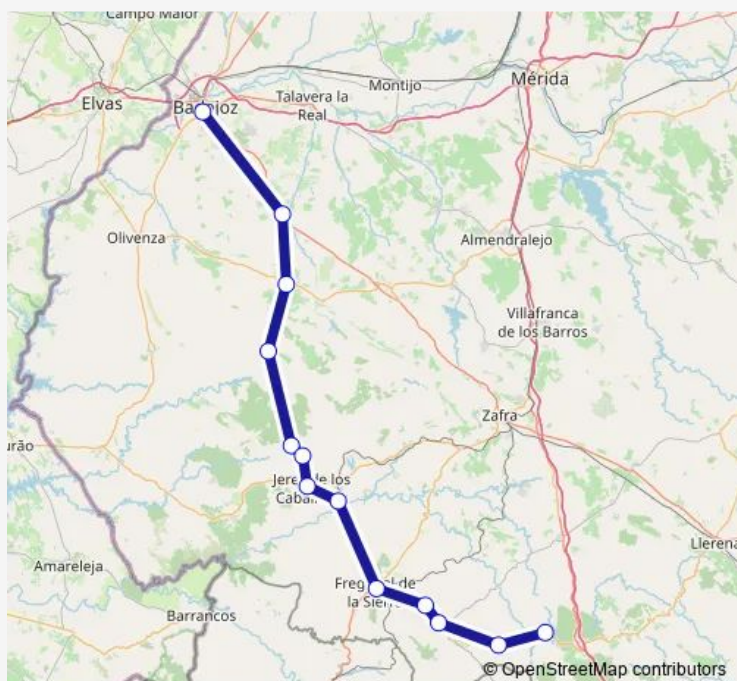 Campo Maior
Mérida
Elvas
Badajoz
Montijo
Talavera la
Real
Olivenza
Almendralejo
Villafranca
de los Barros
Zafra
Jerez de los
Llerena
Amareleja
Fregenal de
la Sierra
Barrancos
© OpenStreetMap contributors